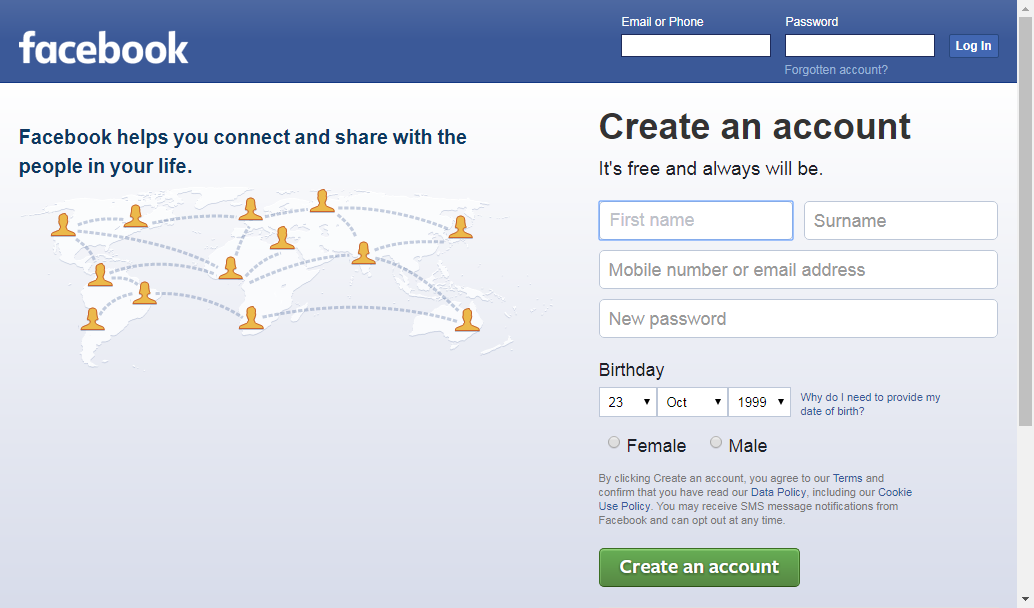 facebook
Email or Phone
Password
Log In
Forgotten account?
Facebook helps you connect and share with the
people in your life.
Create an account
It's free and always will be.
First name
Surname
Mobile number or email address
New password
Birthday
23
Oct
1999
Why do I need to provide my
date of birth?
Female
Male
By clicking Create an account, you agree to our Terms and
confirm that you have read our Data Policy, including our Cookie
Use Policy. You may receive SMS message notifications from
Facebook and can opt out at any time.
Create an account